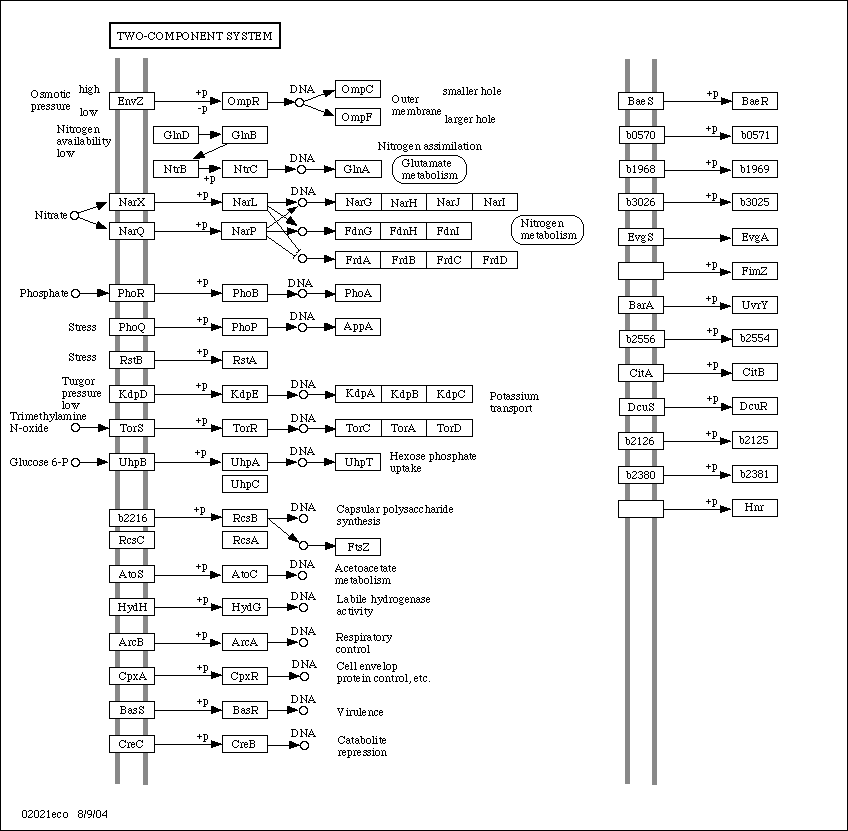 TWO-COMPONENT SYSTEM
Osmotic pressure high low EnvZ +p -p OmpR DNA OmpC OmpF Outer membrane smaller hole larger hole
Nitrogen availability low GlnD GlnB
NtrB +p NtrC DNA GlnA Nitrogen assimilation Glutamate metabolism
Nitrate NarX +p NarL DNA NarG NarH NarJ NarI
NarQ +p NarP FdnG FdnH FdnI Nitrogen metabolism
FrdA FrdB FrdC FrdD
Phosphate PhoR +p PhoB DNA PhoA
Stress PhoQ +p PhoP DNA AppA
Stress RstB +p RstA
Turgor pressure low KdpD +p KdpE DNA KdpA KdpB KdpC Potassium transport
Trimethylamine N-oxide TorS +p TorR DNA TorC TorA TorD
Glucose 6-P UhpB +p UhpA DNA UhpT Hexose phosphate uptake
UhpC
b2216 +p RcsB DNA Capsular polysaccharide synthesis
RcsC RcsA FtsZ
AtoS +p AtoC DNA Acetoacetate metabolism
HydH +p HydG DNA Labile hydrogenase activity
ArcB +p ArcA DNA Respiratory control
CpxA +p CpxR DNA Cell envelop protein control, etc.
BasS +p BasR DNA Virulence
CreC +p CreB DNA Catabolite repression
BaeS +p BaeR
b0570 +p b0571
b1968 +p b1969
b3026 +p b3025
EvgS EvgA
+p FimZ
BarA +p UvrY
b2556 +p b2554
CitA +p CitB
DcuS +p DcuR
b2126 +p b2125
b2380 +p b2381
+p Hnr
02021eco 8/9/04